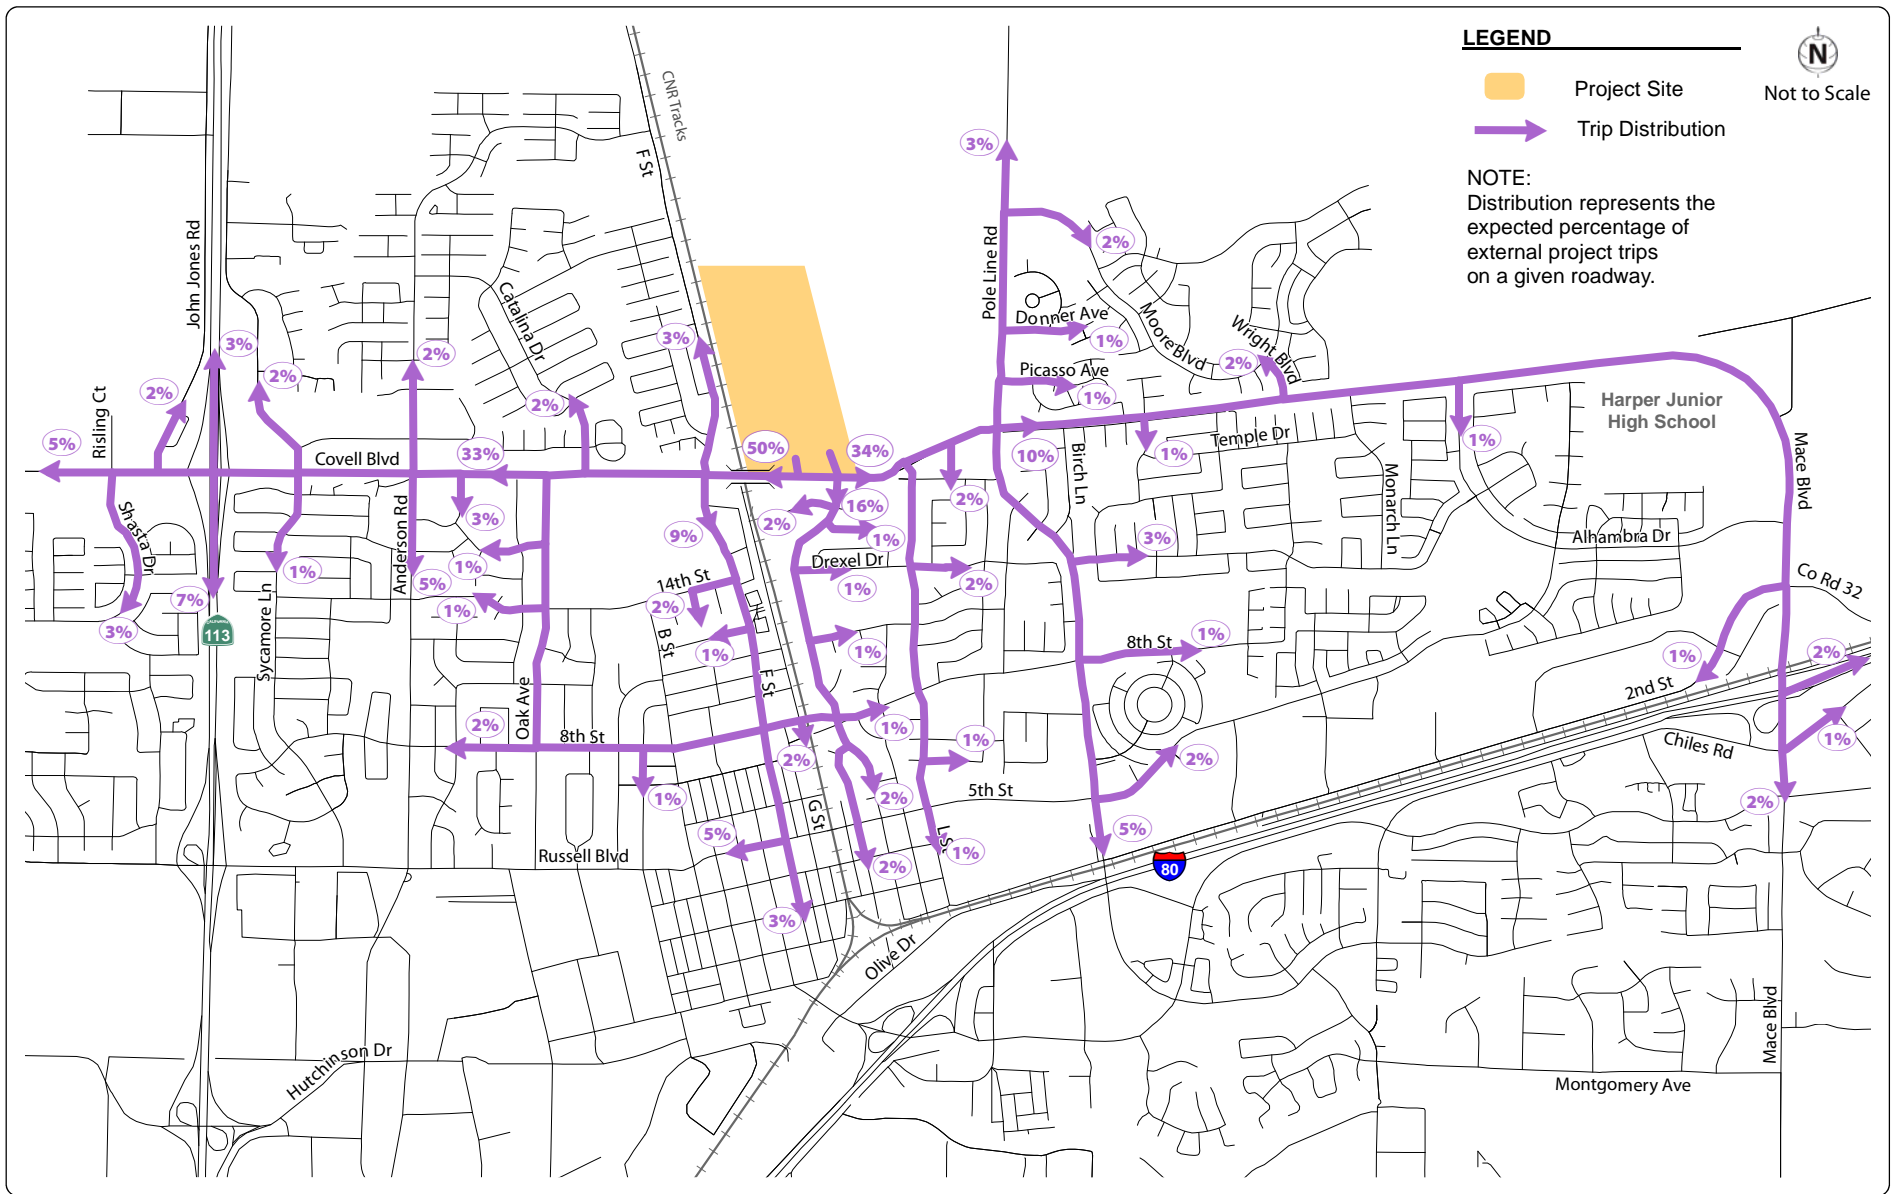 LEGEND
Project Site
Trip Distribution
N
Not to Scale
NOTE:
Distribution represents the
expected percentage of
external project trips
on a given roadway.
CNR Tracks
F St
John Jones Rd
Pole Line Rd
3%
2%
Donner Ave
1%
Moore Blvd
Wright Blvd
2%
Picasso Ave
1%
Catalina Dr
3%
3%
2%
2%
2%
2%
Risling Ct
5%
Covell Blvd
33%
50%
34%
10%
Birch Ln
1%
Temple Dr
Monarch Ln
1%
Harper Junior
High School
Mace Blvd
Shasta Dr
Anderson Rd
3%
9%
2%
16%
1%
2%
3%
Alhambra Dr
Co Rd 32
1%
1%
5%
1%
7%
113
3%
Sycamore Ln
14th St
2%
B St
1%
Drexel Dr
1%
2%
1%
8th St
1%
1%
2%
2nd St
Chiles Rd
1%
2%
Oak Ave
2%
8th St
1%
F St
2%
G St
1%
1%
2%
5th St
2%
5%
80
L St
1%
2%
5%
3%
Russell Blvd
Olive Dr
Hutchinson Dr
Mace Blvd
Montgomery Ave